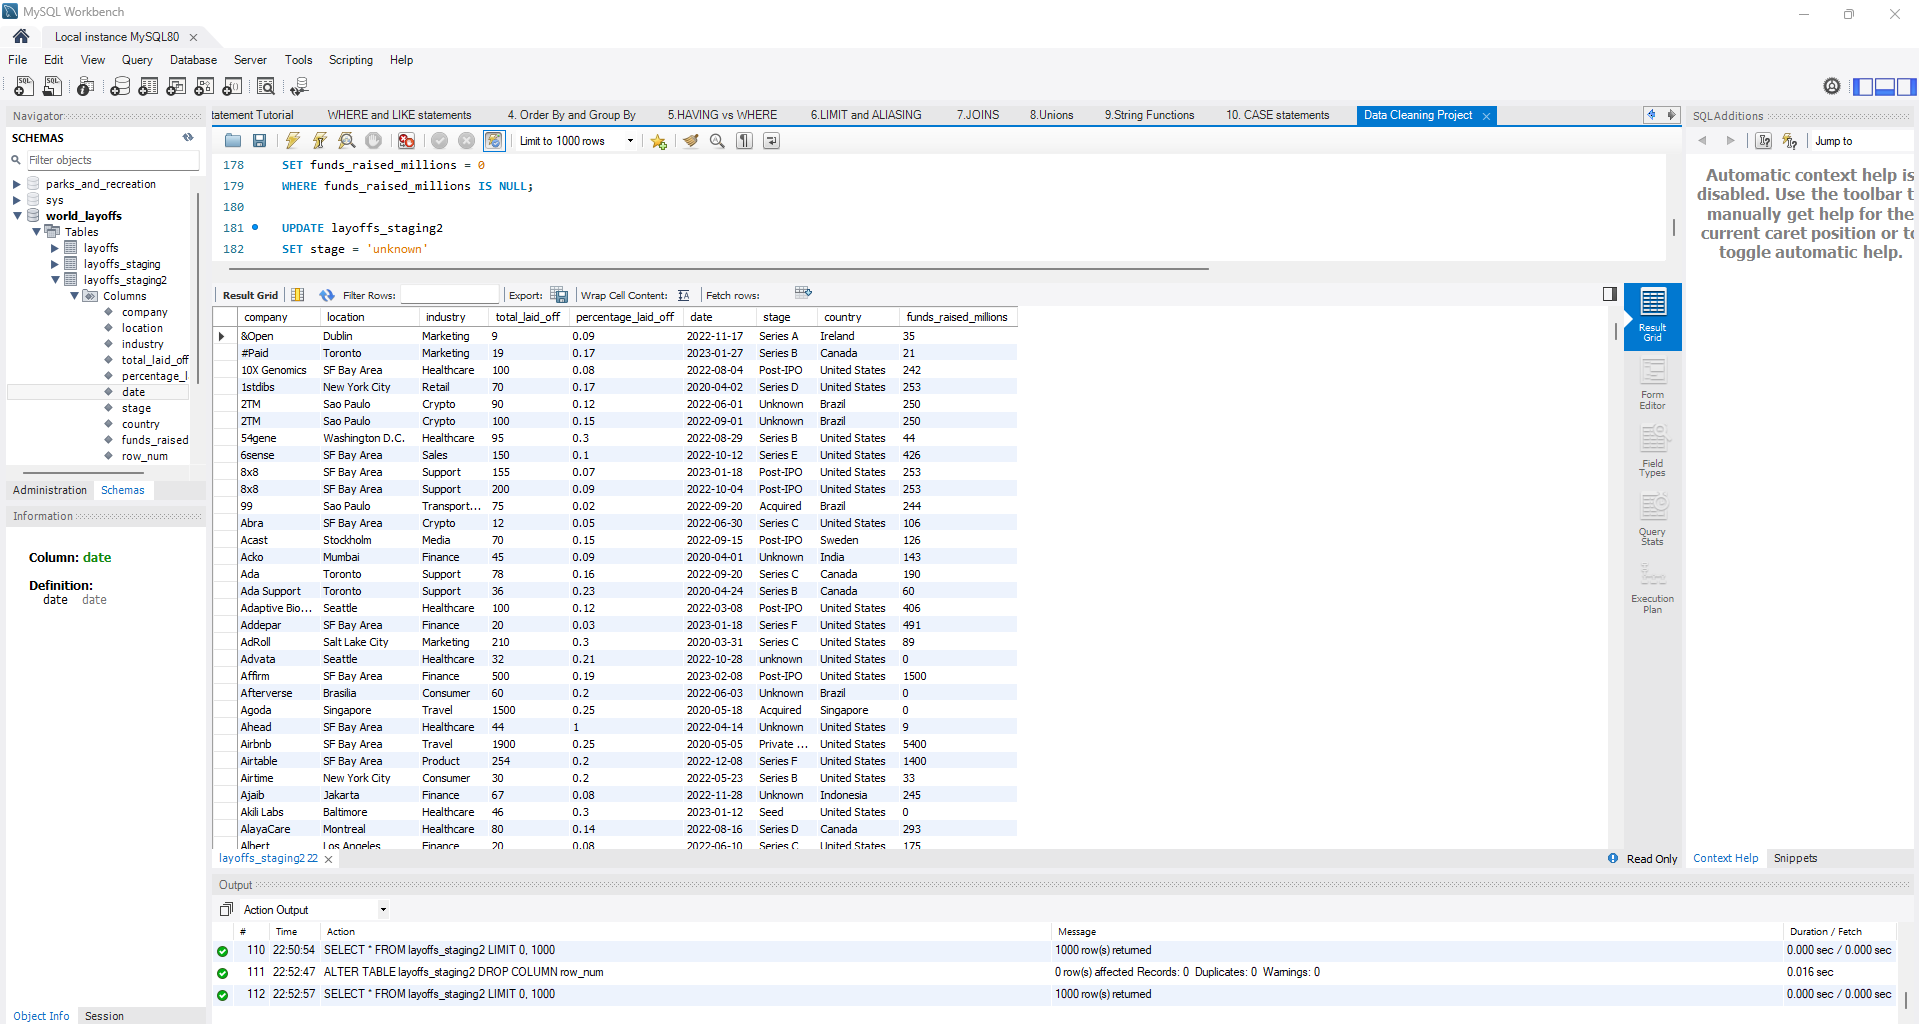 MySQL Workbench
Local instance MySQL80
File Edit View Query Database Server Tools Scripting Help
Navigator
SCHEMAS
Filter objects
parks_and_recreation
sys
world_layoffs
Tables
layoffs
layoffs_staging
layoffs_staging2
Columns
company
location
industry
total_laid_off
percentage_l
date
stage
country
funds_raised
row_num
Administration Schemas
Information
Column: date
Definition:
date date
Object Info Session
tatement Tutorial WHERE and LIKE statements 4. Order By and Group By 5.HAVING vs WHERE 6.LIMIT and ALIASING 7.JOINS 8.Unions 9.String Functions 10. CASE statements Data Cleaning Project
Limit to 1000 rows
178 SET funds_raised_millions = 0
179 WHERE funds_raised_millions IS NULL;
180
181 UPDATE layoffs_staging2
182 SET stage = 'unknown'
Result Grid Filter Rows: Export: Wrap Cell Content: Fetch rows:
company location industry total_laid_off percentage_laid_off date stage country funds_raised_millions
&Open Dublin Marketing 9 0.09 2022-11-17 Series A Ireland 35
#Paid Toronto Marketing 19 0.17 2023-01-27 Series B Canada 21
10X Genomics SF Bay Area Healthcare 100 0.08 2022-08-04 Post-IPO United States 242
1stdibs New York City Retail 70 0.17 2020-04-02 Series D United States 253
2TM Sao Paulo Crypto 90 0.12 2022-06-01 Unknown Brazil 250
2TM Sao Paulo Crypto 100 0.15 2022-09-01 Unknown Brazil 250
54gene Washington D.C. Healthcare 95 0.3 2022-08-29 Series B United States 44
6sense SF Bay Area Sales 150 0.1 2022-10-12 Series E United States 426
8x8 SF Bay Area Support 155 0.07 2023-01-18 Post-IPO United States 253
8x8 SF Bay Area Support 200 0.09 2022-10-04 Post-IPO United States 253
99 Sao Paulo Transport... 75 0.02 2022-09-20 Acquired Brazil 244
Abra SF Bay Area Crypto 12 0.05 2022-06-30 Series C United States 106
Acast Stockholm Media 70 0.15 2022-09-15 Post-IPO Sweden 126
Acko Mumbai Finance 45 0.09 2020-04-01 Unknown India 143
Ada Toronto Support 78 0.16 2022-09-20 Series C Canada 190
Ada Support Toronto Support 36 0.23 2020-04-24 Series B Canada 60
Adaptive Bio... Seattle Healthcare 100 0.12 2022-03-08 Post-IPO United States 406
Addepar SF Bay Area Finance 20 0.03 2023-01-18 Series F United States 491
AdRoll Salt Lake City Marketing 210 0.3 2020-03-31 Series C United States 89
Advata Seattle Healthcare 32 0.21 2022-10-28 unknown United States 0
Affirm SF Bay Area Finance 500 0.19 2023-02-08 Post-IPO United States 1500
Afterverse Brasilia Consumer 60 0.2 2022-06-03 Unknown Brazil 0
Agoda Singapore Travel 1500 0.25 2020-05-18 Acquired Singapore 0
Ahead SF Bay Area Healthcare 44 1 2022-04-14 Unknown United States 9
Airbnb SF Bay Area Travel 1900 0.25 2020-05-05 Private ... United States 5400
Airtable SF Bay Area Product 254 0.2 2022-12-08 Series F United States 1400
Airtime New York City Consumer 30 0.2 2022-05-23 Series B United States 33
Ajaib Jakarta Finance 67 0.08 2022-11-28 Unknown Indonesia 245
Akili Labs Baltimore Healthcare 46 0.3 2023-01-12 Seed United States 0
AlayaCare Montreal Healthcare 80 0.14 2022-08-16 Series D Canada 293
Albert Los Angeles Finance 20 0.08 2022-06-10 Series C United States 175
layoffs_staging2 22
Read Only
Result Grid
Form Editor
Field Types
Query Stats
Execution Plan
SQLAdditions
Jump to
Automatic context help is
disabled. Use the toolbar t
manually get help for the
current caret position or to
toggle automatic help.
Context Help Snippets
Output
Action Output
# Time Action Message Duration / Fetch
110 22:50:54 SELECT * FROM layoffs_staging2 LIMIT 0, 1000 1000 row(s) returned 0.000 sec / 0.000 sec
111 22:52:47 ALTER TABLE layoffs_staging2 DROP COLUMN row_num 0 row(s) affected Records: 0 Duplicates: 0 Warnings: 0 0.016 sec
112 22:52:57 SELECT * FROM layoffs_staging2 LIMIT 0, 1000 1000 row(s) returned 0.000 sec / 0.000 sec